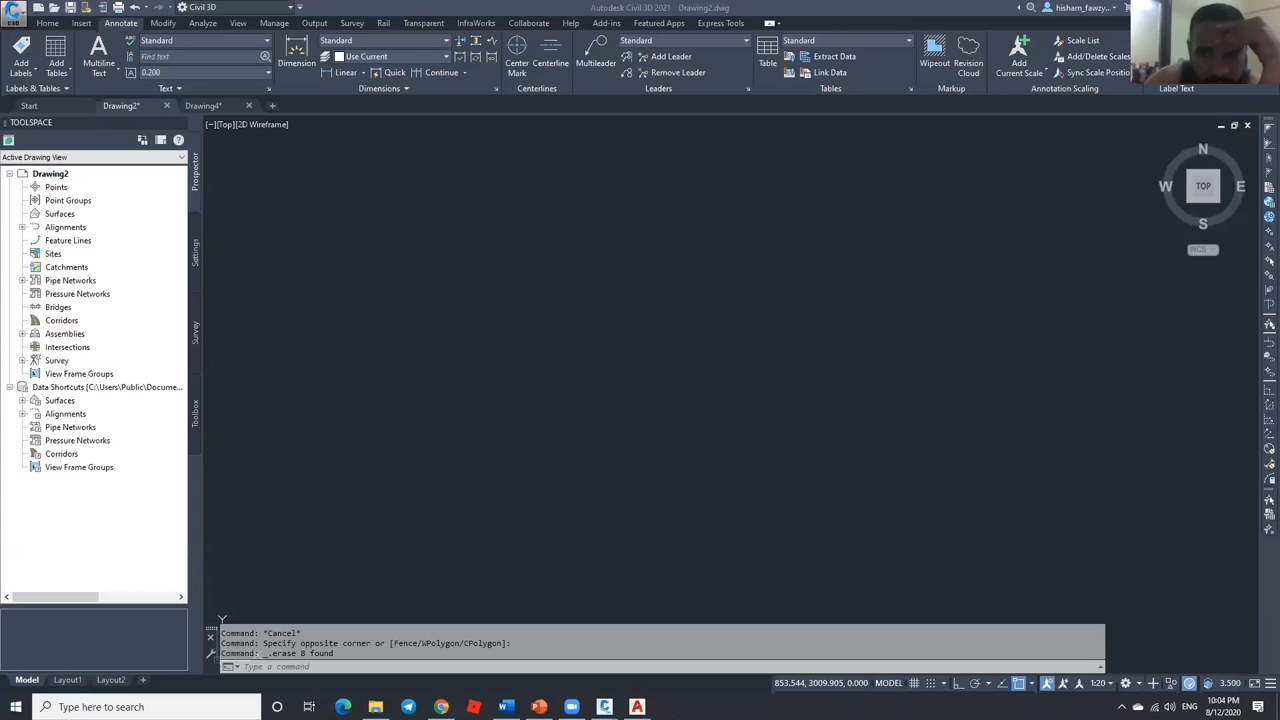 C3D
Civil 3D
Autodesk Civil 3D 2021
Drawing2.dwg
hisham_fawzy...
Home
Insert
Annotate
Modify
Analyze
View
Manage
Output
Survey
Rail
Transparent
InfraWorks
Collaborate
Help
Add-ins
Featured Apps
Express Tools
Add
Labels
Add
Tables
Labels & Tables
Multiline
Text
Standard
Find text
0.200
Text
Dimension
Standard
Use Current
Linear
Quick
Continue
Dimensions
Center
Mark
Centerline
Centerlines
Multileader
Standard
Add Leader
Remove Leader
Leaders
Table
Standard
Extract Data
Link Data
Tables
Wipeout
Revision
Cloud
Markup
Add
Current Scale
Scale List
Add/Delete Scales
Sync Scale Positio
Annotation Scaling
Label Text
Start
Drawing2*
Drawing4*
TOOLSPACE
Active Drawing View
Drawing2
Points
Point Groups
Surfaces
Alignments
Feature Lines
Sites
Catchments
Pipe Networks
Pressure Networks
Bridges
Corridors
Assemblies
Intersections
Survey
View Frame Groups
Data Shortcuts [C:\Users\Public\Docume...
Surfaces
Alignments
Pipe Networks
Pressure Networks
Corridors
View Frame Groups
Prospector
Settings
Survey
Toolbox
[−][Top][2D Wireframe]
N
W
TOP
E
S
WCS
Y
Command: *Cancel*
Command: Specify opposite corner or [Fence/WPolygon/CPolygon]:
Command: _.erase 8 found
Type a command
Model
Layout1
Layout2
853.544, 3009.905, 0.000
MODEL
1:20
3.500
Type here to search
ENG
10:04 PM
8/12/2020